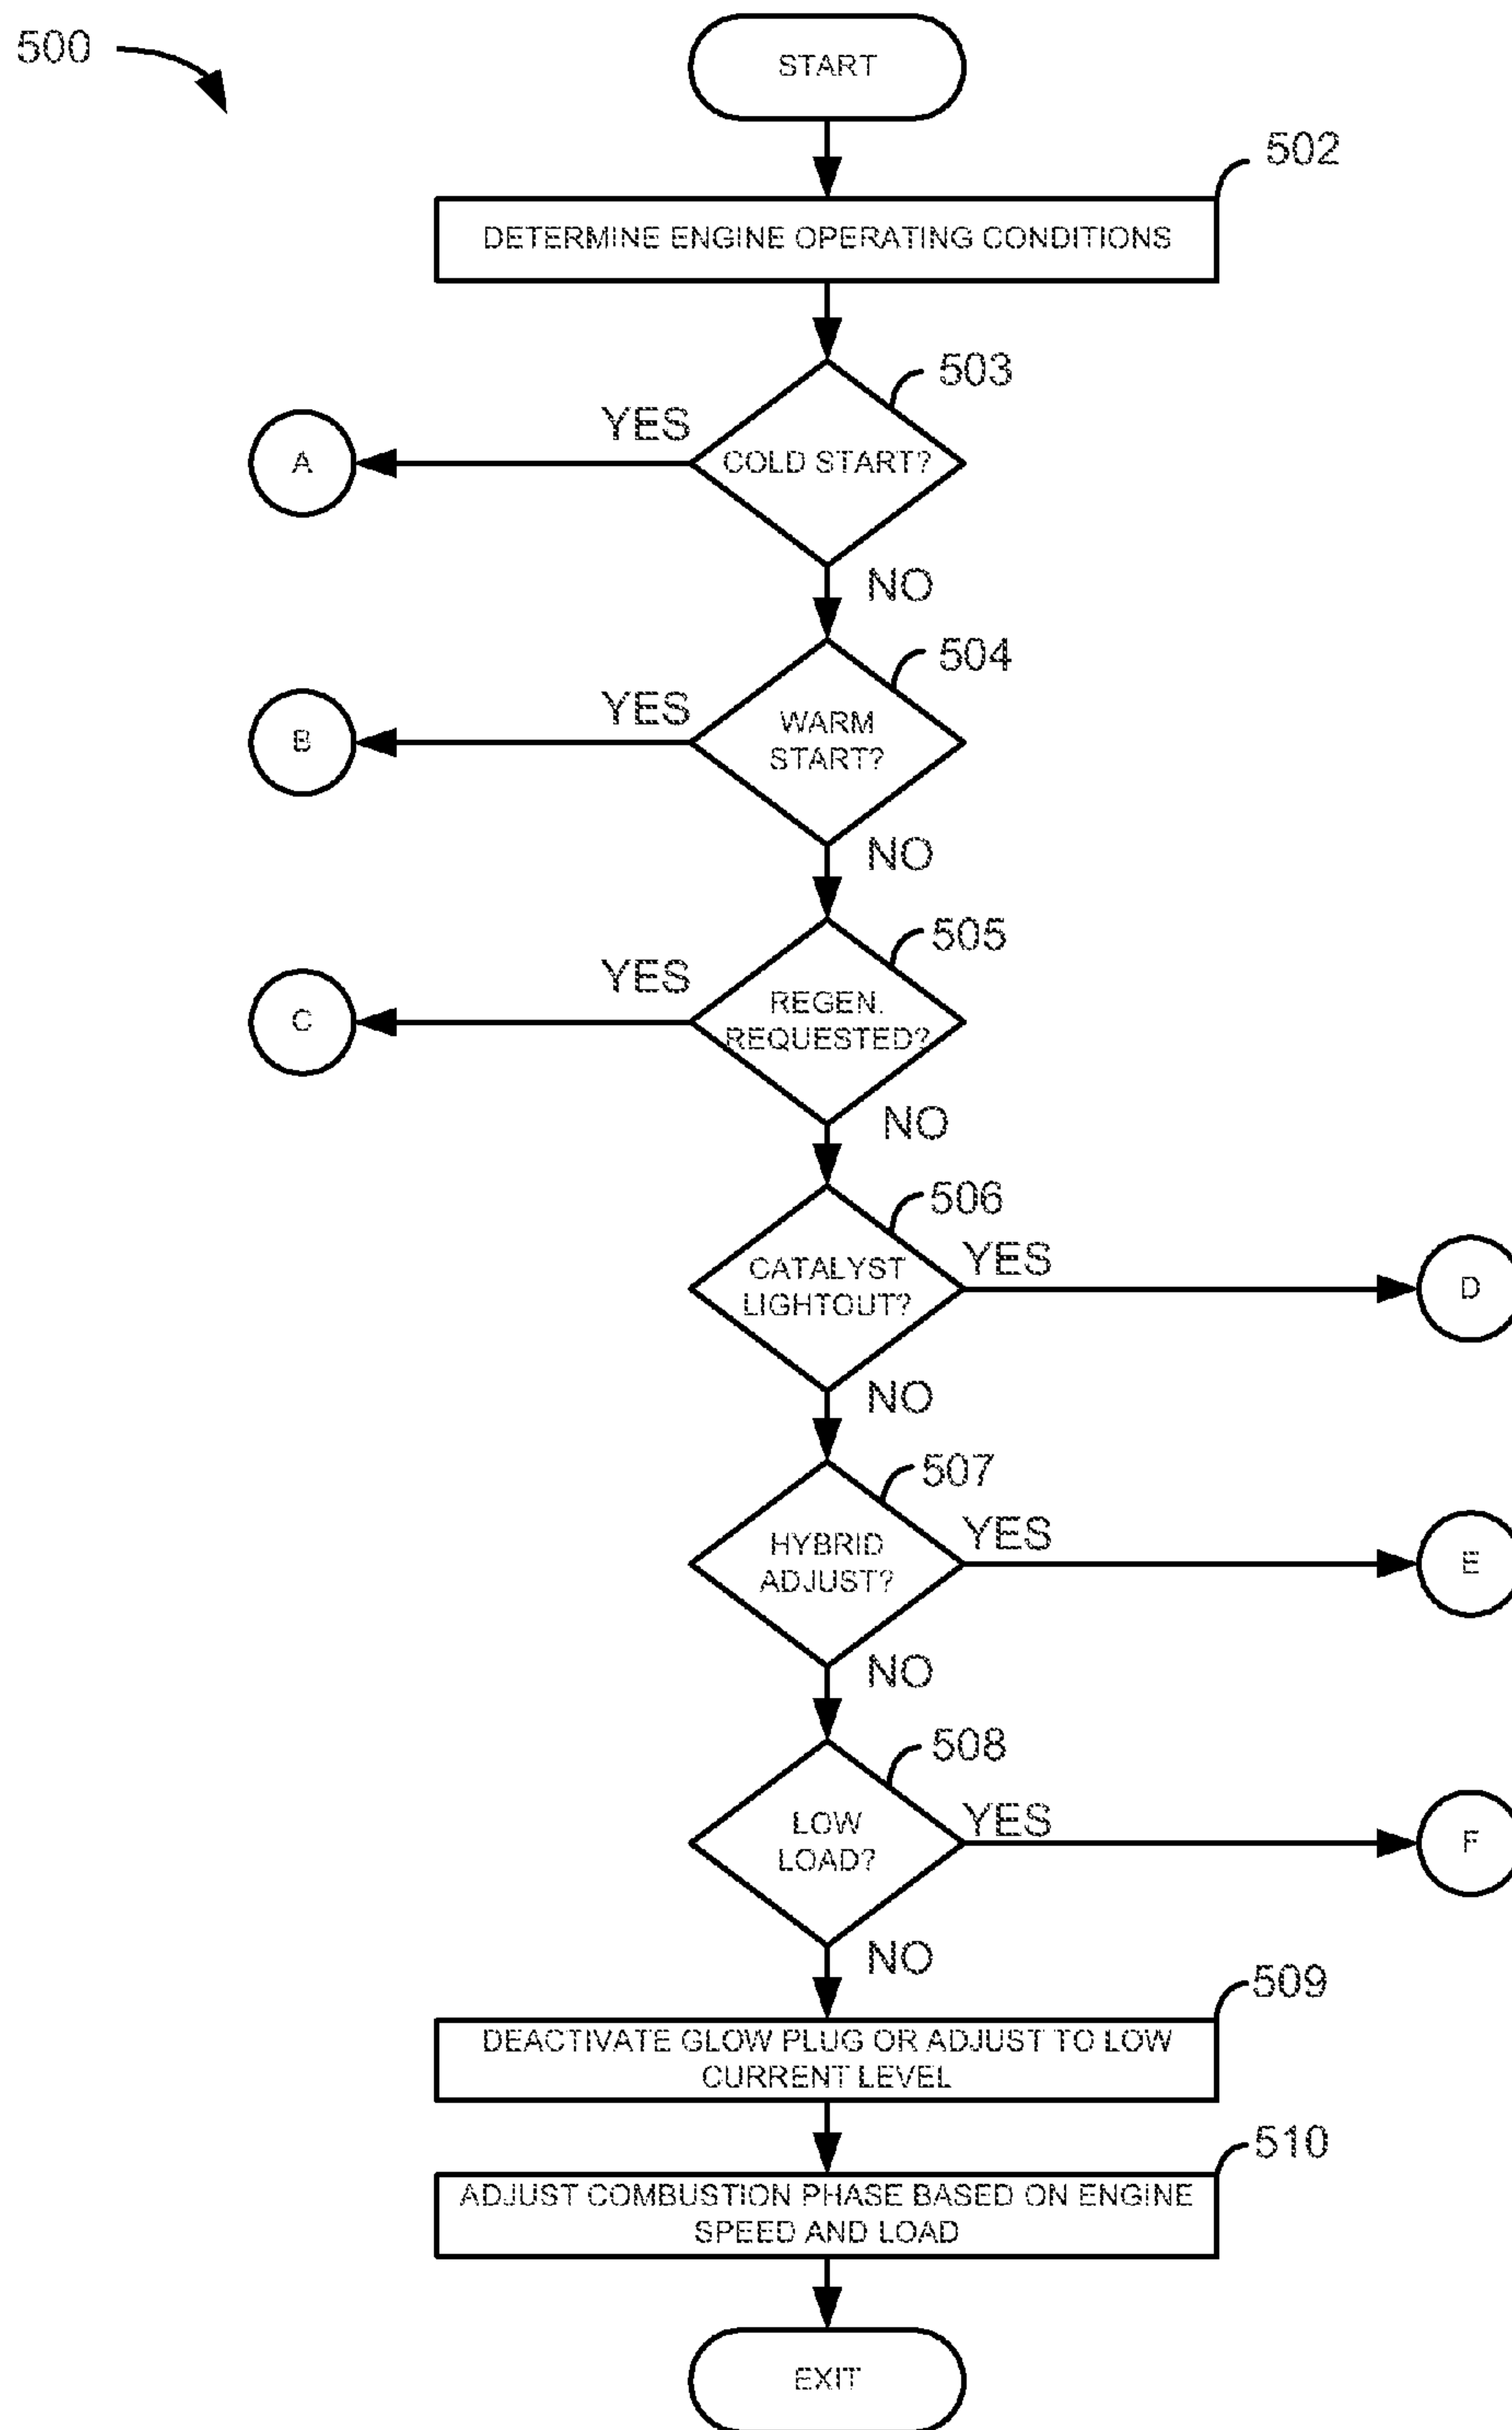 500
START
502
DETERMINE ENGINE OPERATING CONDITIONS
503
YES
A
COLD START?
NO
504
YES
B
WARM
START?
NO
505
YES
C
REGEN.
REQUESTED?
NO
506
CATALYST
LIGHTOUT?
YES
D
NO
507
HYBRID
ADJUST?
YES
E
NO
508
LOW
LOAD?
YES
F
NO
509
DEACTIVATE GLOW PLUG OR ADJUST TO LOW
CURRENT LEVEL
510
ADJUST COMBUSTION PHASE BASED ON ENGINE
SPEED AND LOAD
EXIT